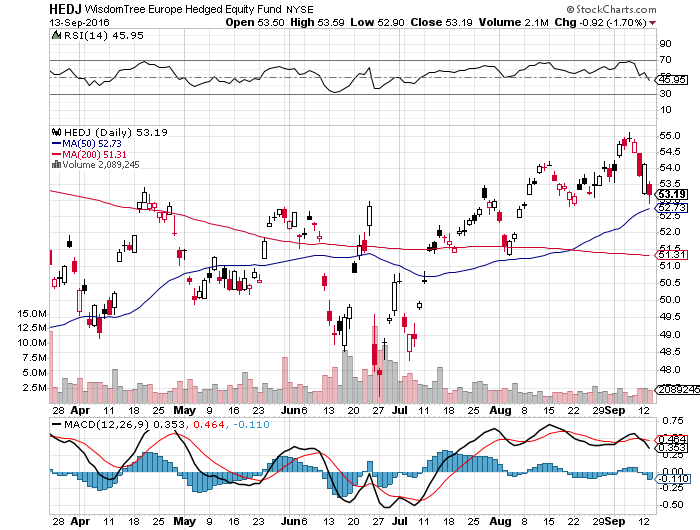 HEDJ WisdomTree Europe Hedged Equity Fund NYSE © StockCharts.com
13-Sep-2016 Open 53.50 High 53.59 Low 52.90 Close 53.19 Volume 2.1M Chg -0.92 (-1.70%)
RSI(14) 45.95
90
70
50
45.95
30
10
HEDJ (Daily) 53.19
MA(50) 52.73
MA(200) 51.31
Volume 2,089,245
55.0
54.5
54.0
53.5
53.19
52.73
52.5
52.0
51.5
51.31
51.0
50.5
50.0
49.5
49.0
48.5
48.0
47.5
15.0M
12.5M
10.0M
7.5M
5.0M
2.5M
2089245
28 Apr 11 18 25 May 9 16 23 Jun 6 13 20 27 Jul 11 18 25 Aug 8 15 22 29 Sep 12
MACD(12,26,9) 0.353, 0.464, -0.110
0.75
0.464
0.353
0.25
0.00
-0.110
-0.25
-0.50
28 Apr 11 18 25 May 9 16 23 Jun 6 13 20 27 Jul 11 18 25 Aug 8 15 22 29 Sep 12